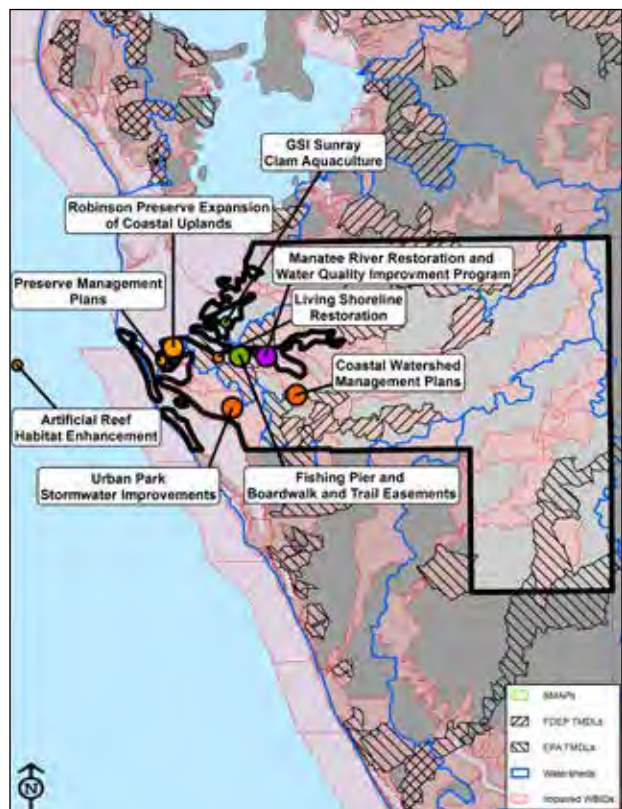 GSI Sunray
Clam Aquaculture
Robinson Preserve Expansion
of Coastal Uplands
Manatee River Restoration and
Water Quality Improvment Program
Preserve Management
Plans
Living Shoreline
Restoration
Coastal Watershed
Management Plans
Artificial Reef
Habitat Enhancement
Urban Park
Stormwater Improvements
Fishing Pier and
Boardwalk and Trail Easements
BMAPs
FDEP TMDLs
EPA TMDLs
Watersheds
Impaired WBIDs
N